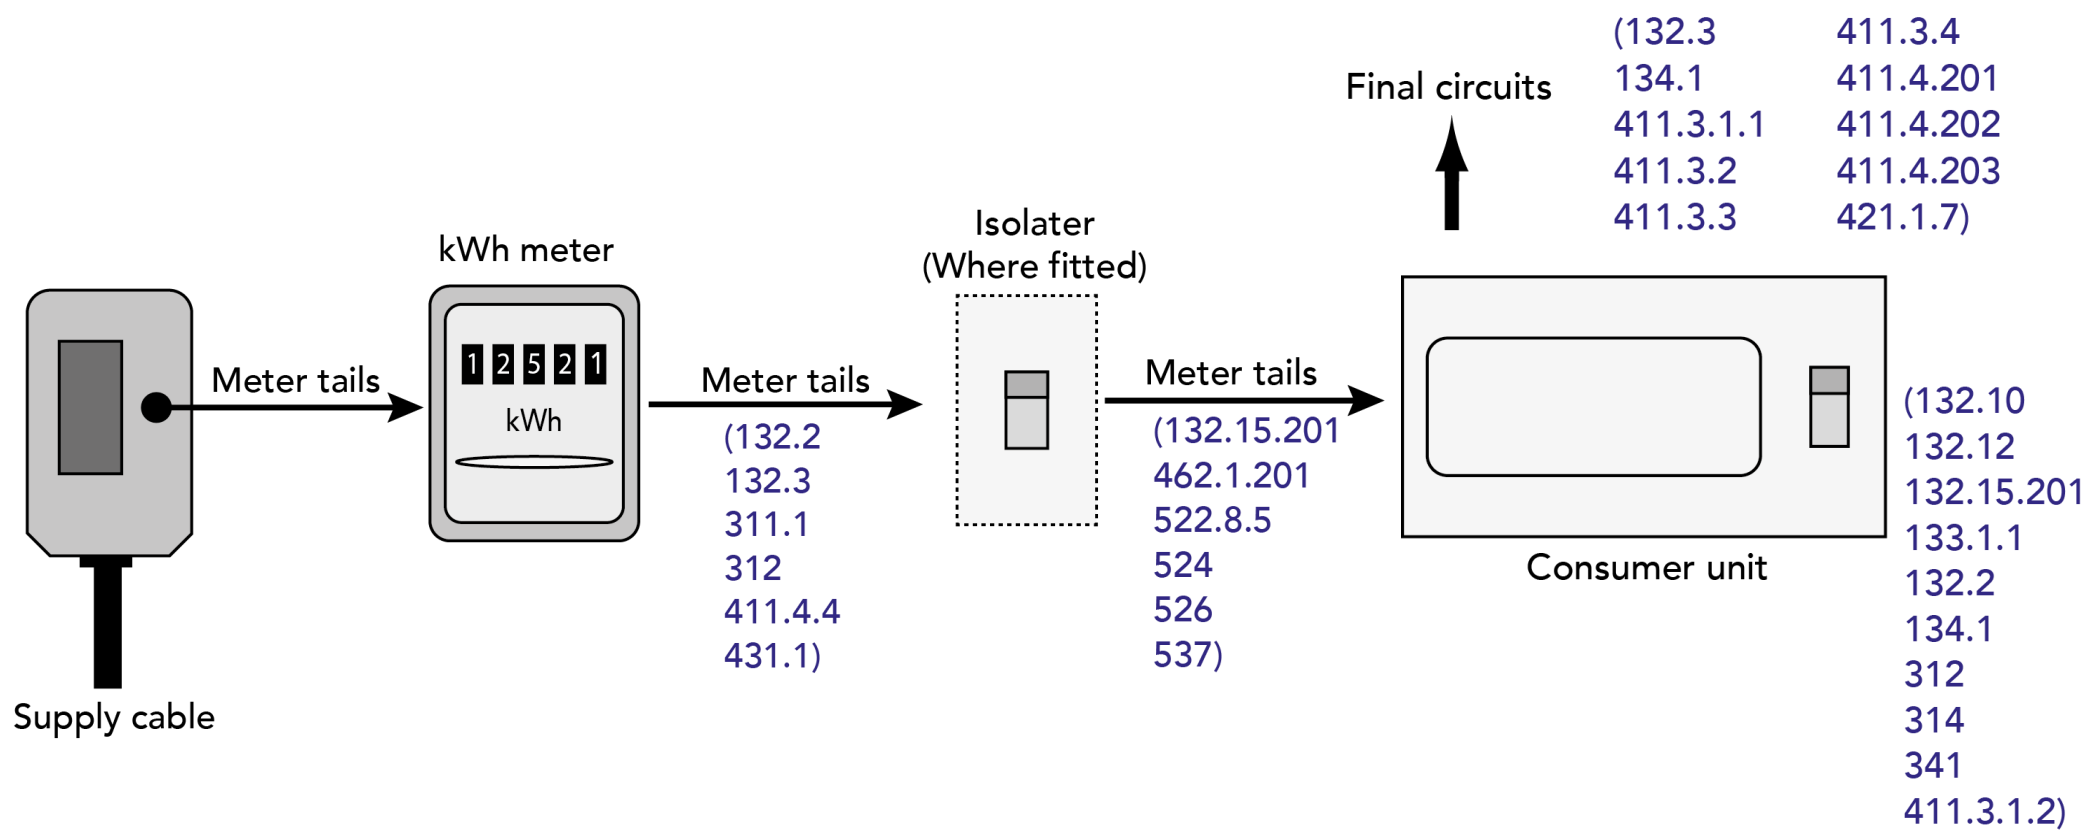 Supply cable
Meter tails
kWh meter
1 2 5 2 1
kWh
Meter tails
(132.2
132.3
311.1
312
411.4.4
431.1)
Isolater
(Where fitted)
Meter tails
(132.15.201
462.1.201
522.8.5
524
526
537)
Final circuits
(132.3
134.1
411.3.1.1
411.3.2
411.3.3
411.3.4
411.4.201
411.4.202
411.4.203
421.1.7)
Consumer unit
(132.10
132.12
132.15.201
133.1.1
132.2
134.1
312
314
341
411.3.1.2)